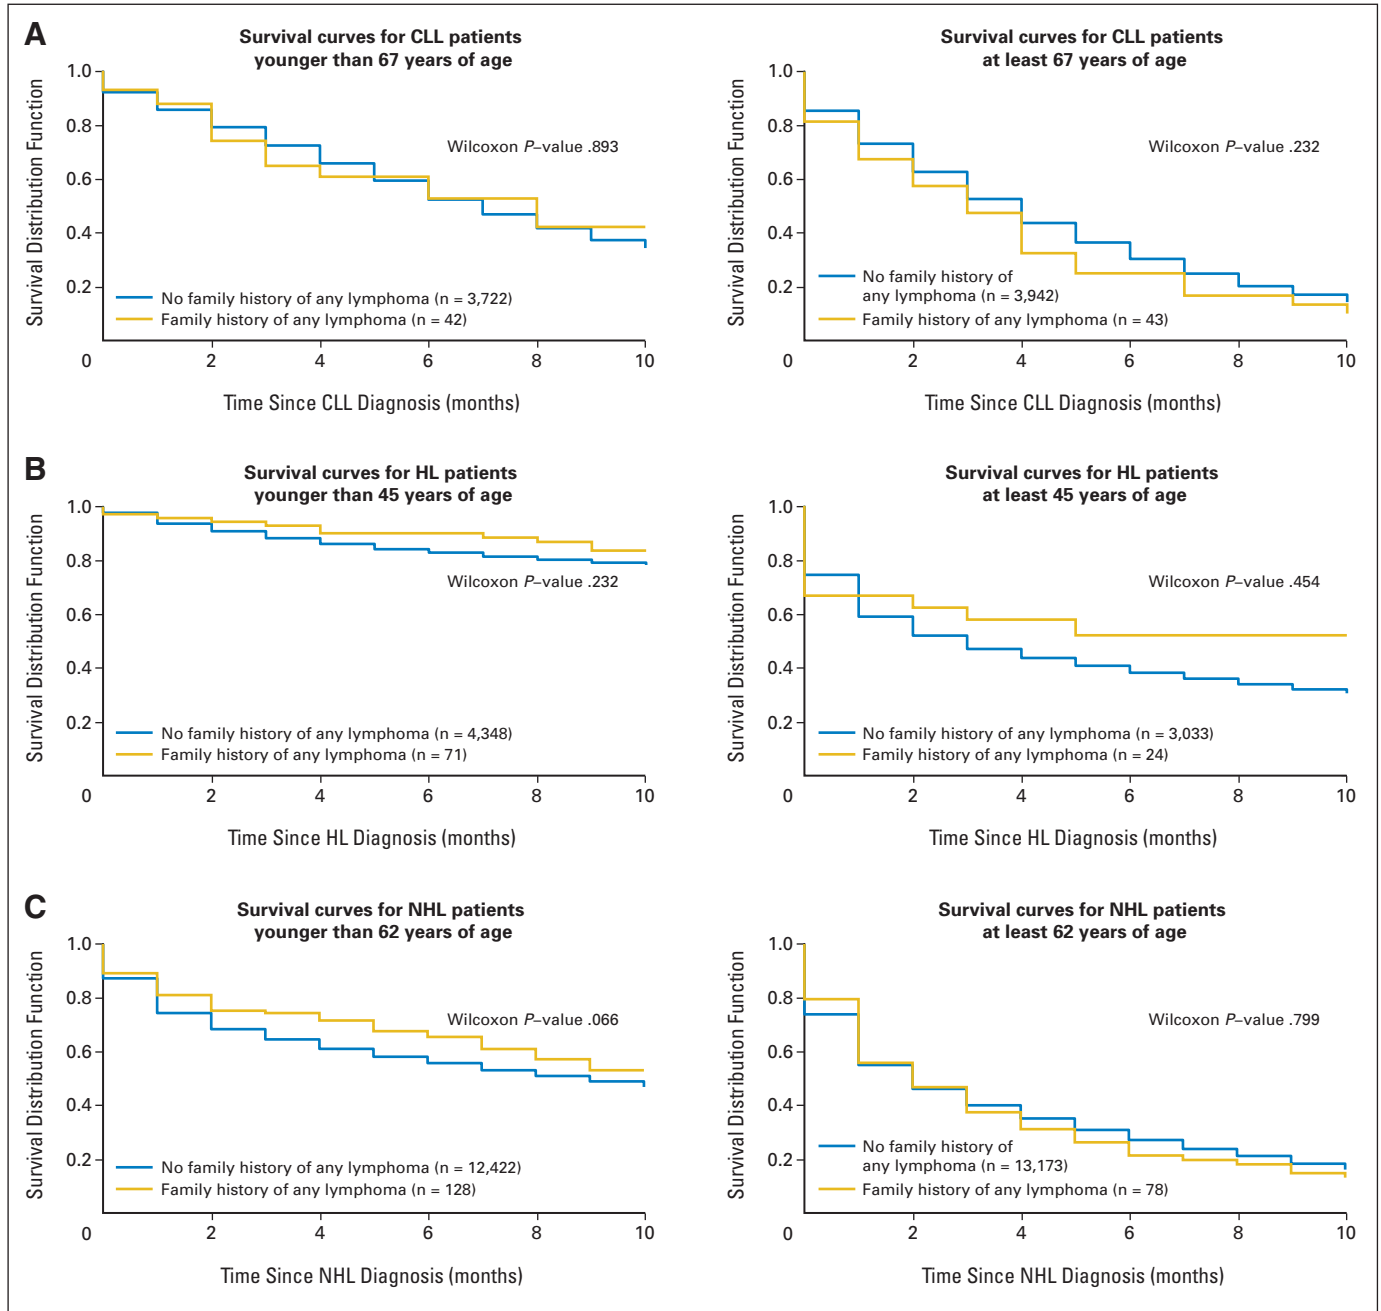 A
Survival curves for CLL patients
younger than 67 years of age
Survival Distribution Function
1.0
0.8
0.6
0.4
0.2
Wilcoxon P–value .893
No family history of any lymphoma (n = 3,722)
Family history of any lymphoma (n = 42)
0 2 4 6 8 10
Time Since CLL Diagnosis (months)
Survival curves for CLL patients
at least 67 years of age
Survival Distribution Function
1.0
0.8
0.6
0.4
0.2
Wilcoxon P–value .232
No family history of
any lymphoma (n = 3,942)
Family history of any lymphoma (n = 43)
0 2 4 6 8 10
Time Since CLL Diagnosis (months)
B
Survival curves for HL patients
younger than 45 years of age
Survival Distribution Function
1.0
0.8
0.6
0.4
0.2
Wilcoxon P–value .232
No family history of any lymphoma (n = 4,348)
Family history of any lymphoma (n = 71)
0 2 4 6 8 10
Time Since HL Diagnosis (months)
Survival curves for HL patients
at least 45 years of age
Survival Distribution Function
1.0
0.8
0.6
0.4
0.2
Wilcoxon P–value .454
No family history of any lymphoma (n = 3,033)
Family history of any lymphoma (n = 24)
0 2 4 6 8 10
Time Since HL Diagnosis (months)
C
Survival curves for NHL patients
younger than 62 years of age
Survival Distribution Function
1.0
0.8
0.6
0.4
0.2
Wilcoxon P–value .066
No family history of any lymphoma (n = 12,422)
Family history of any lymphoma (n = 128)
0 2 4 6 8 10
Time Since NHL Diagnosis (months)
Survival curves for NHL patients
at least 62 years of age
Survival Distribution Function
1.0
0.8
0.6
0.4
0.2
Wilcoxon P–value .799
No family history of
any lymphoma (n = 13,173)
Family history of any lymphoma (n = 78)
0 2 4 6 8 10
Time Since NHL Diagnosis (months)